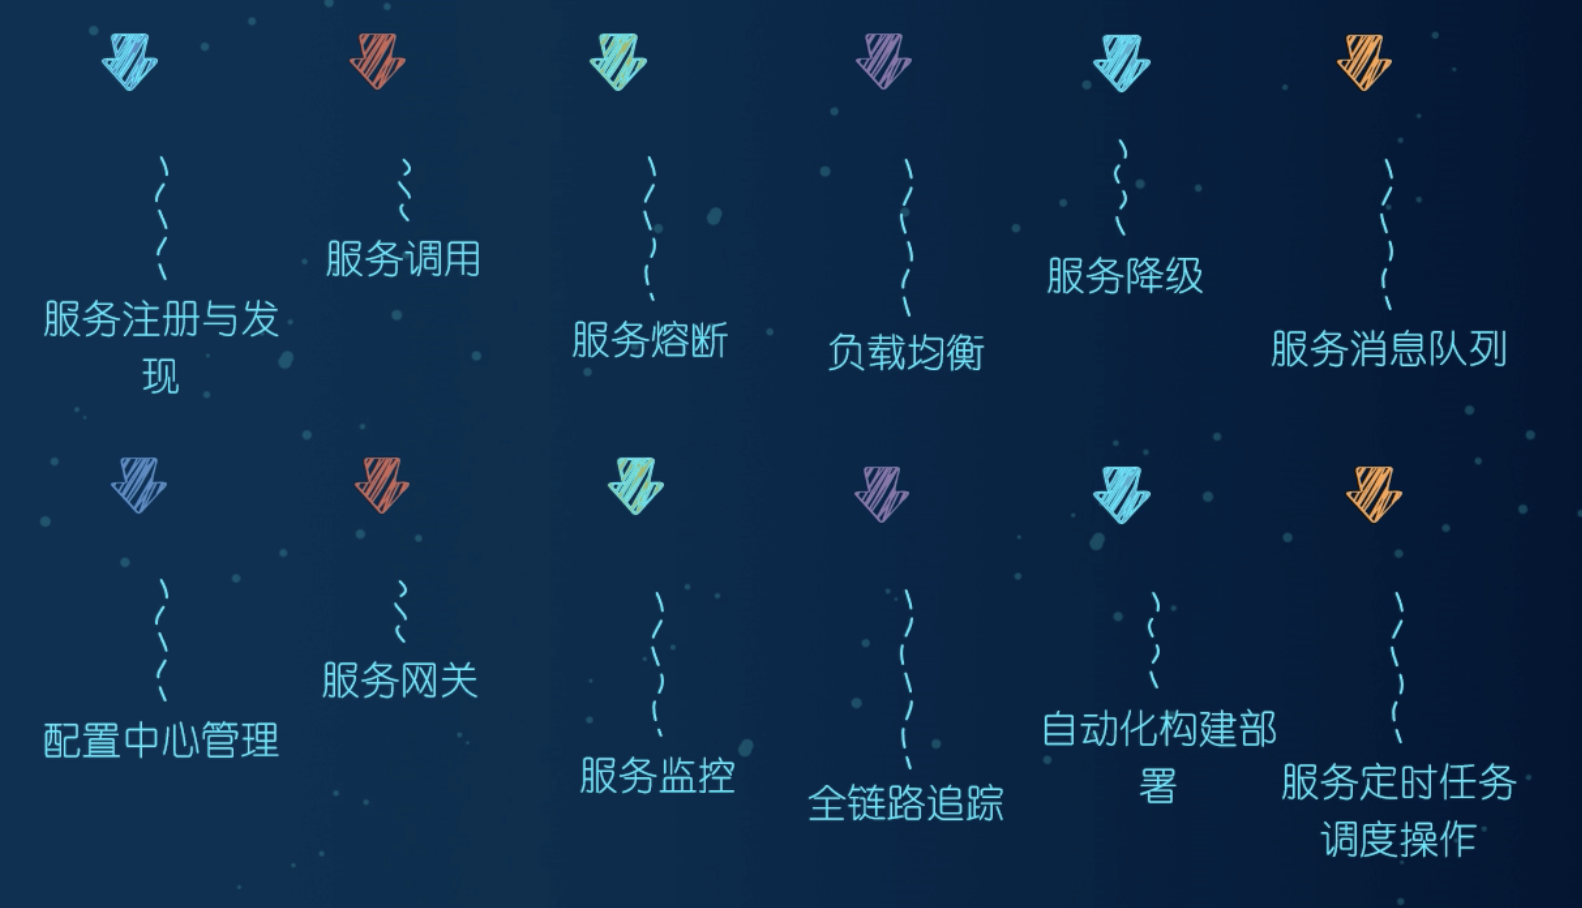 服务注册与发
现
服务调用
服务熔断
负载均衡
服务降级
服务消息队列
配置中心管理
服务网关
服务监控
全链路追踪
自动化构建部
署
服务定时任务
调度操作